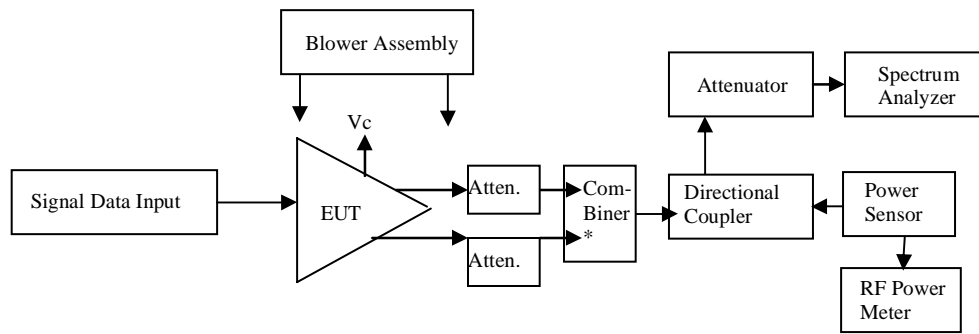 Blower Assembly
Attenuator
Spectrum
Analyzer
Vc
Signal Data Input
EUT
Atten.
Atten.
Com-
Biner
*
Directional
Coupler
Power
Sensor
RF Power
Meter